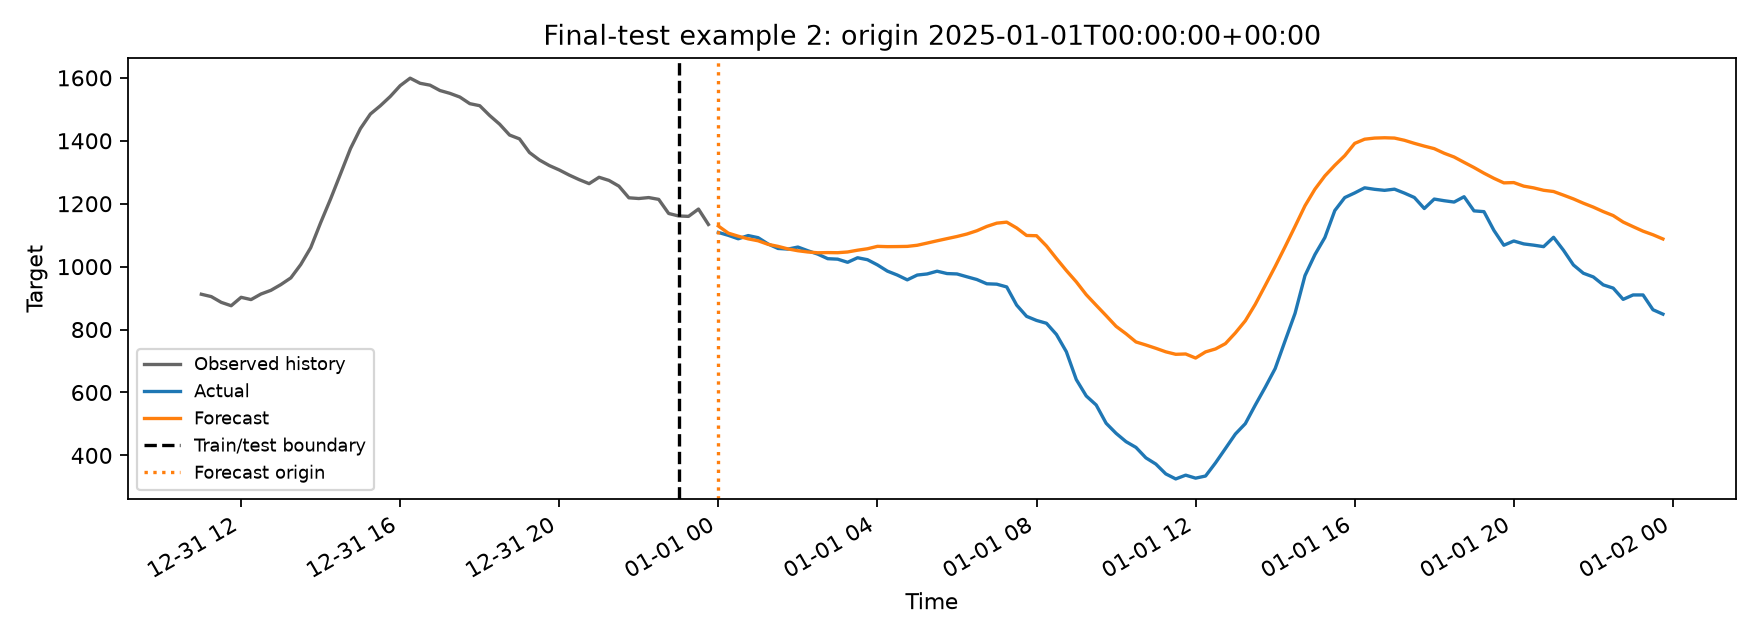 Final-test example 2: origin 2025-01-01T00:00:00+00:00
Target
1600
1400
1200
1000
800
600
400
Observed history
Actual
Forecast
Train/test boundary
Forecast origin
12-31 12
12-31 16
12-31 20
01-01 00
01-01 04
01-01 08
01-01 12
01-01 16
01-01 20
01-02 00
Time